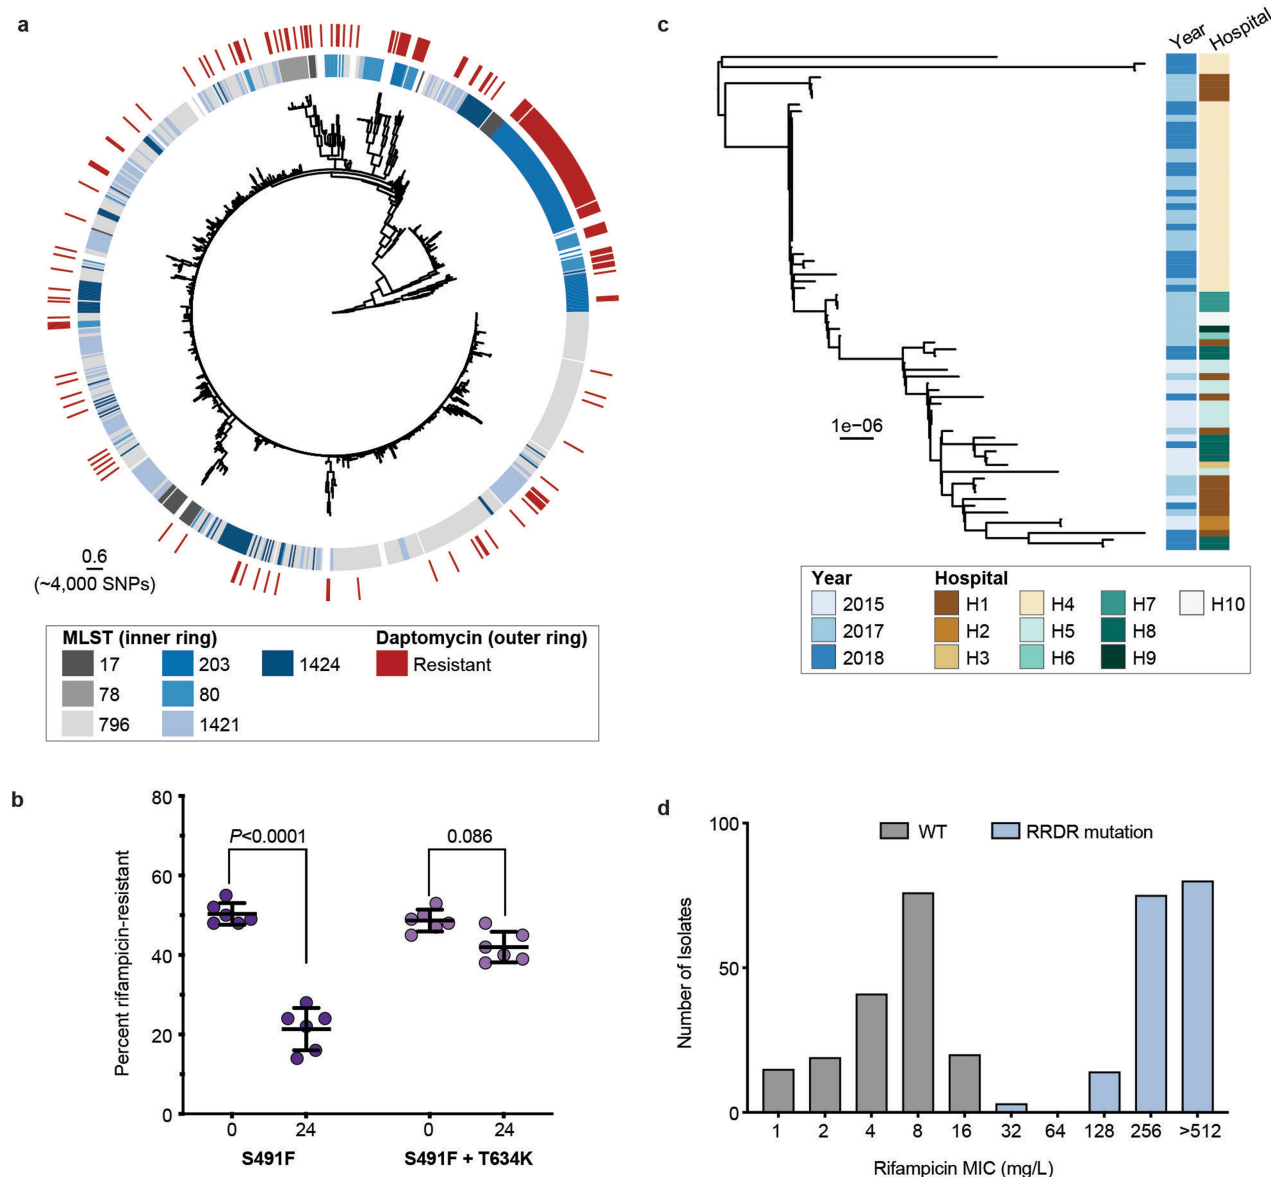 a
0.6
(~4,000 SNPs)
MLST (inner ring)
Daptomycin (outer ring)
17
203
1424
Resistant
78
80
796
1421
c
Year
Hospital
1e−06
Year
Hospital
2015
H1
H4
H7
H10
2017
H2
H5
H8
2018
H3
H6
H9
b
80
60
40
20
0
Percent rifampicin-resistant
P<0.0001
0.086
0
24
0
24
S491F
S491F + T634K
d
100
50
0
Number of Isolates
WT
RRDR mutation
1
2
4
8
16
32
64
128
256
>512
Rifampicin MIC (mg/L)